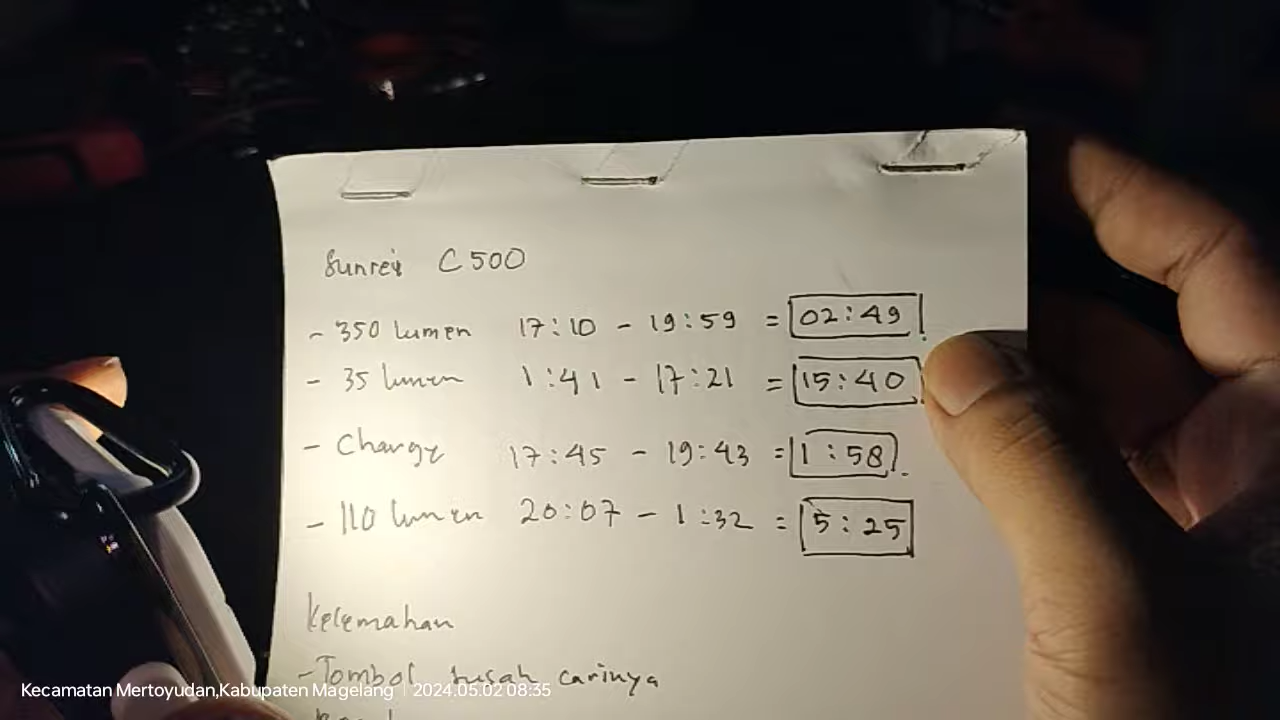 Sunrei C500
- 350 lumen 17:10 - 19:59 = 02:49
- 35 lumen 1:41 - 17:21 = 15:40
- Charge 17:45 - 19:43 = 1:58
- 110 lumen 20:07 - 1:32 = 5:25
Kelemahan
- Tombol susah carinya
Kecamatan Mertoyudan,Kabupaten Magelang | 2024.05.02 08:35